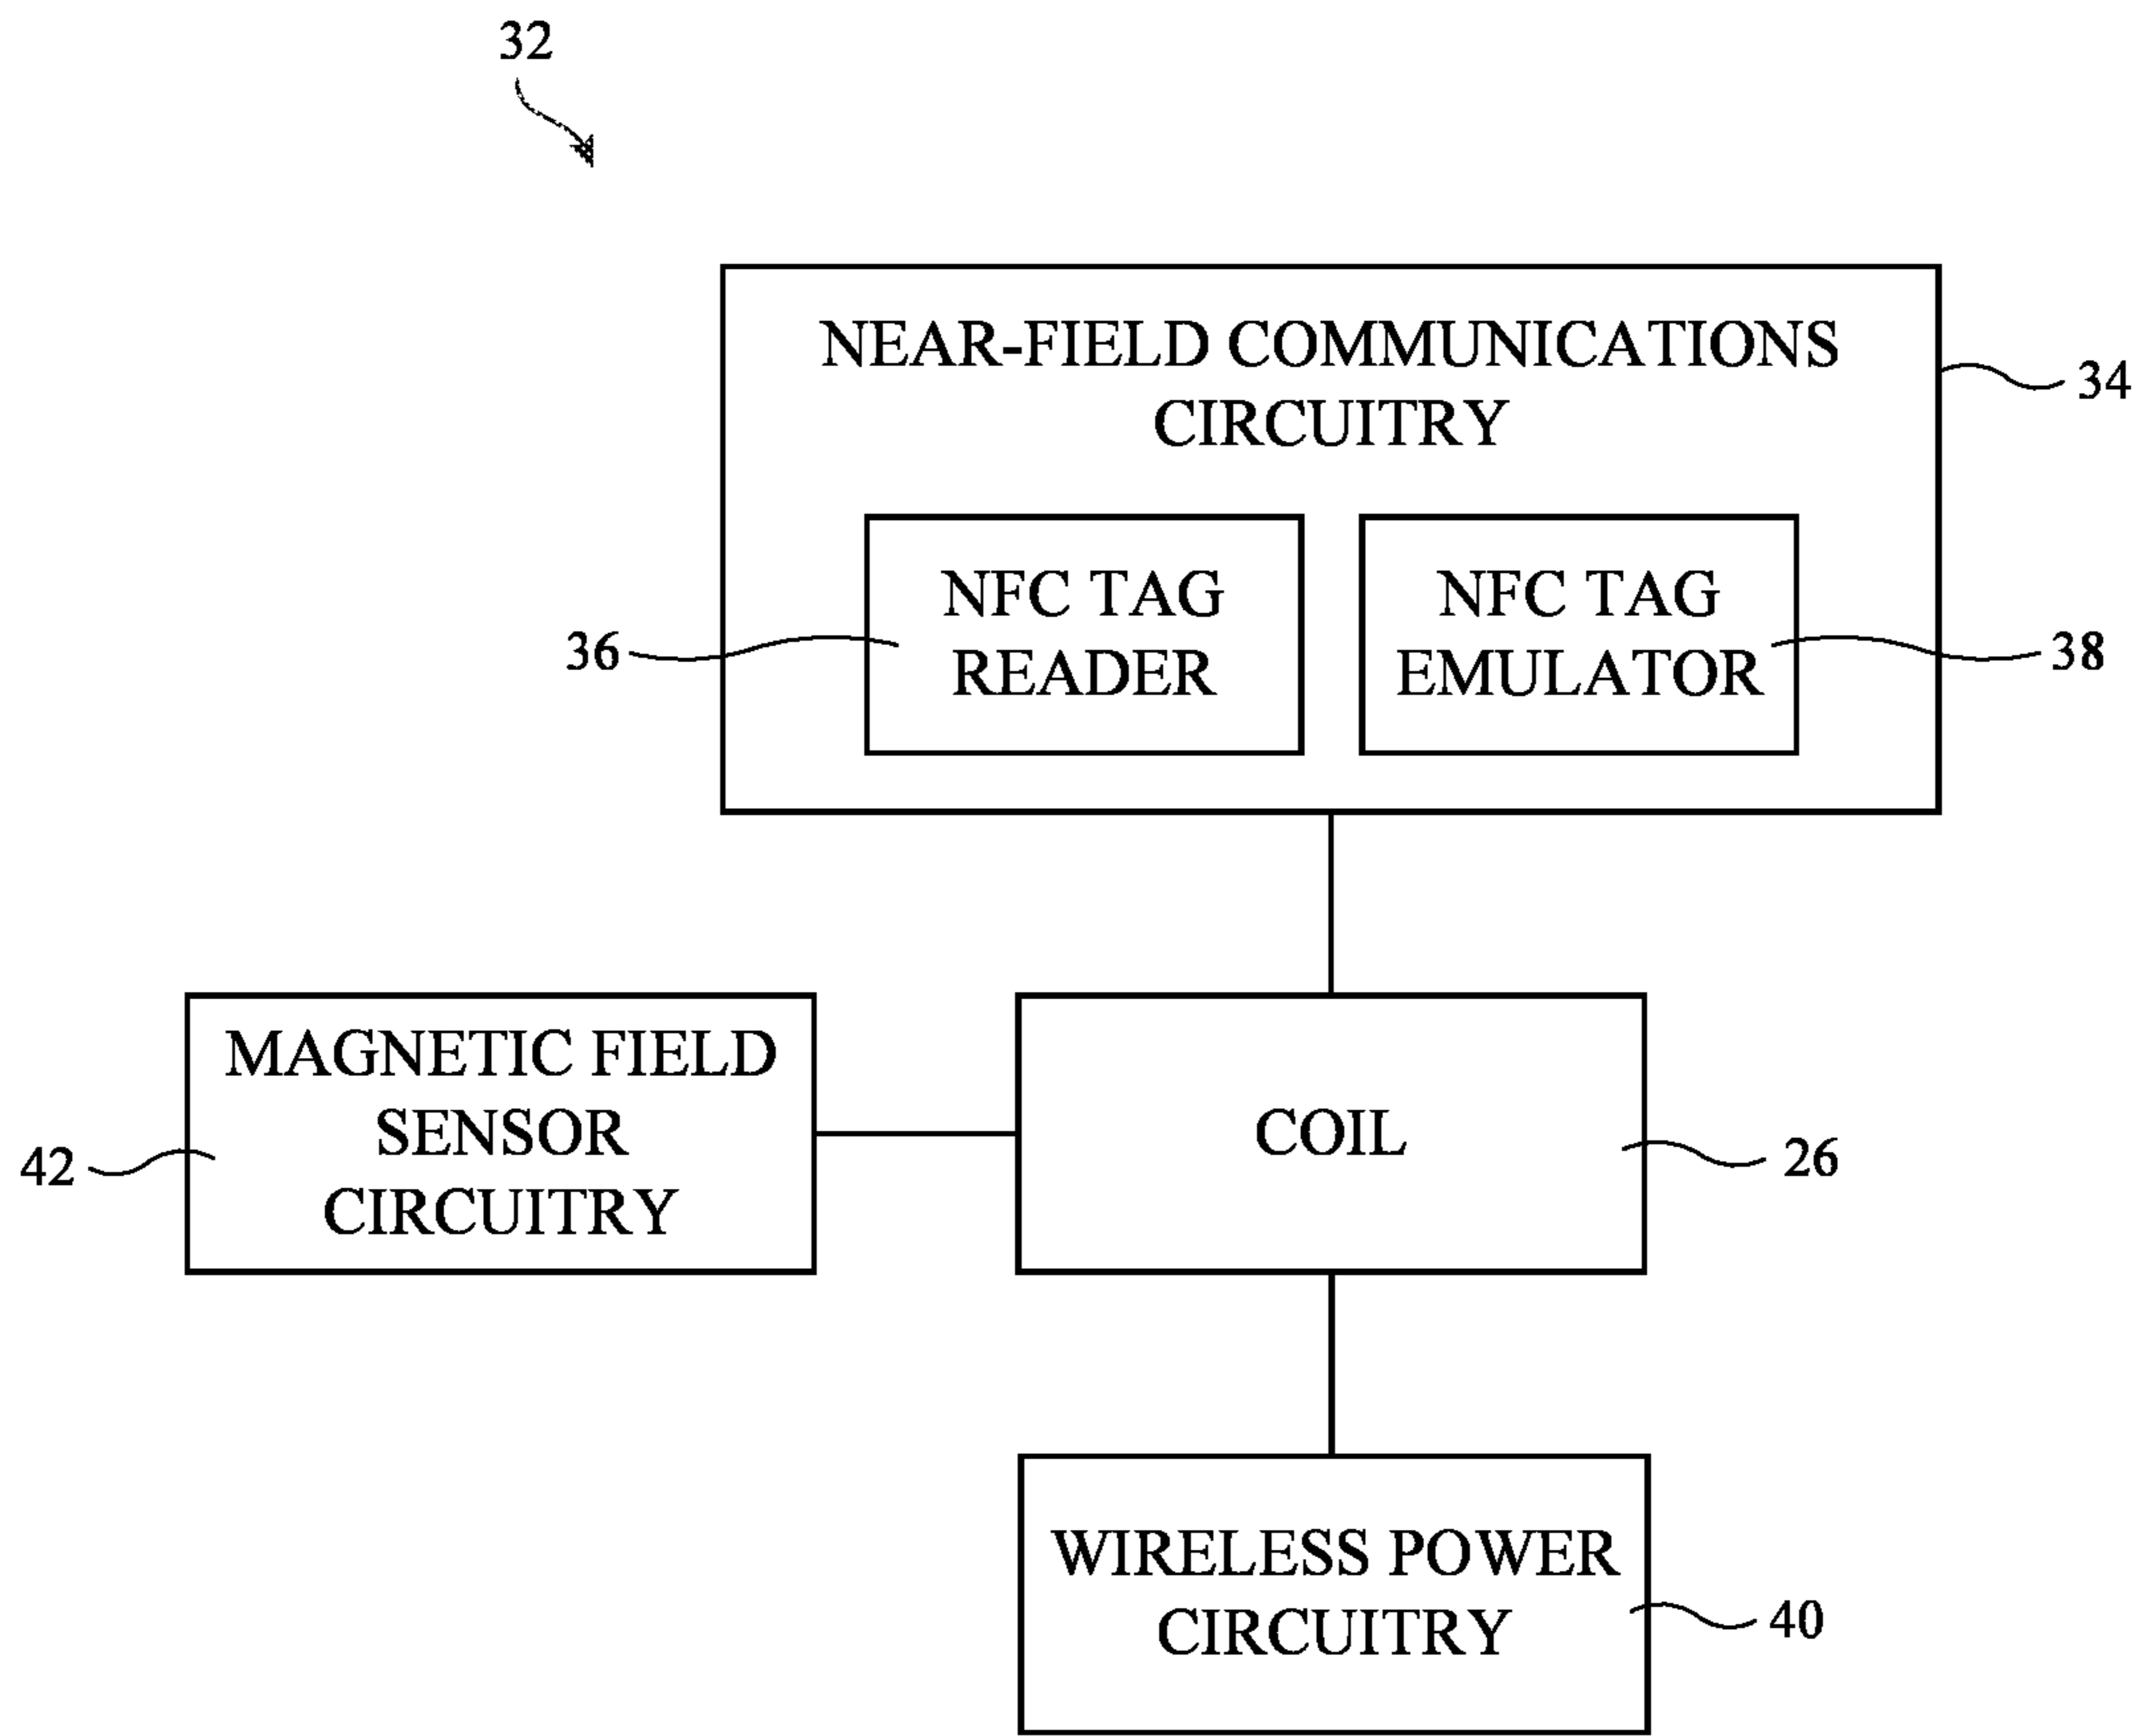 32
NEAR-FIELD COMMUNICATIONS
CIRCUITRY
34
NFC TAG
READER
NFC TAG
EMULATOR
36
38
MAGNETIC FIELD
SENSOR
CIRCUITRY
42
COIL
26
WIRELESS POWER
CIRCUITRY
40